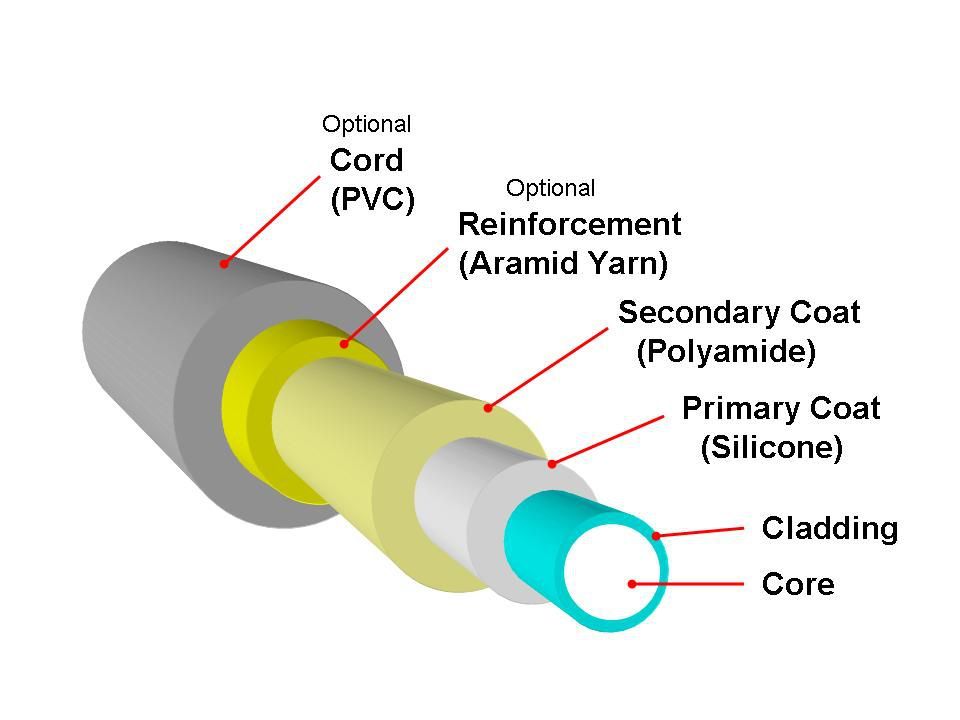 Optional
Cord
(PVC)
Optional
Reinforcement
(Aramid Yarn)
Secondary Coat
(Polyamide)
Primary Coat
(Silicone)
Cladding
Core